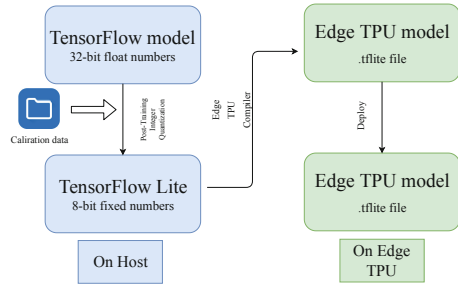 TensorFlow model
32-bit float numbers
Caliration data
Post-Training
Integer
Quantization
TensorFlow Lite
8-bit fixed numbers
On Host
Edge
TPU
Compiler
Edge TPU model
.tflite file
Deploy
Edge TPU model
.tflite file
On Edge
TPU